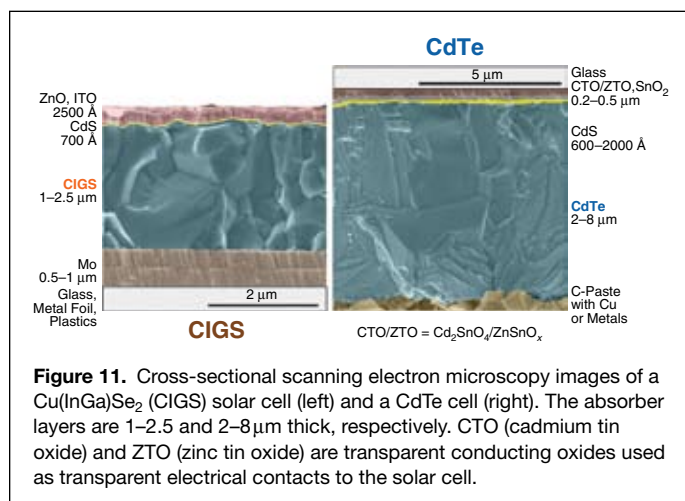 CdTe
5 μm
Glass
CTO/ZTO,SnO₂
0.2–0.5 μm
CdS
600–2000 Å
CdTe
2–8 μm
C-Paste
with Cu
or Metals
ZnO, ITO
2500 Å
CdS
700 Å
CIGS
1–2.5 μm
Mo
0.5–1 μm
Glass,
Metal Foil,
Plastics
2 μm
CIGS
CTO/ZTO = Cd₂SnO₄/ZnSnOₓ
Figure 11. Cross-sectional scanning electron microscopy images of a
Cu(InGa)Se₂ (CIGS) solar cell (left) and a CdTe cell (right). The absorber
layers are 1–2.5 and 2–8 μm thick, respectively. CTO (cadmium tin
oxide) and ZTO (zinc tin oxide) are transparent conducting oxides used
as transparent electrical contacts to the solar cell.